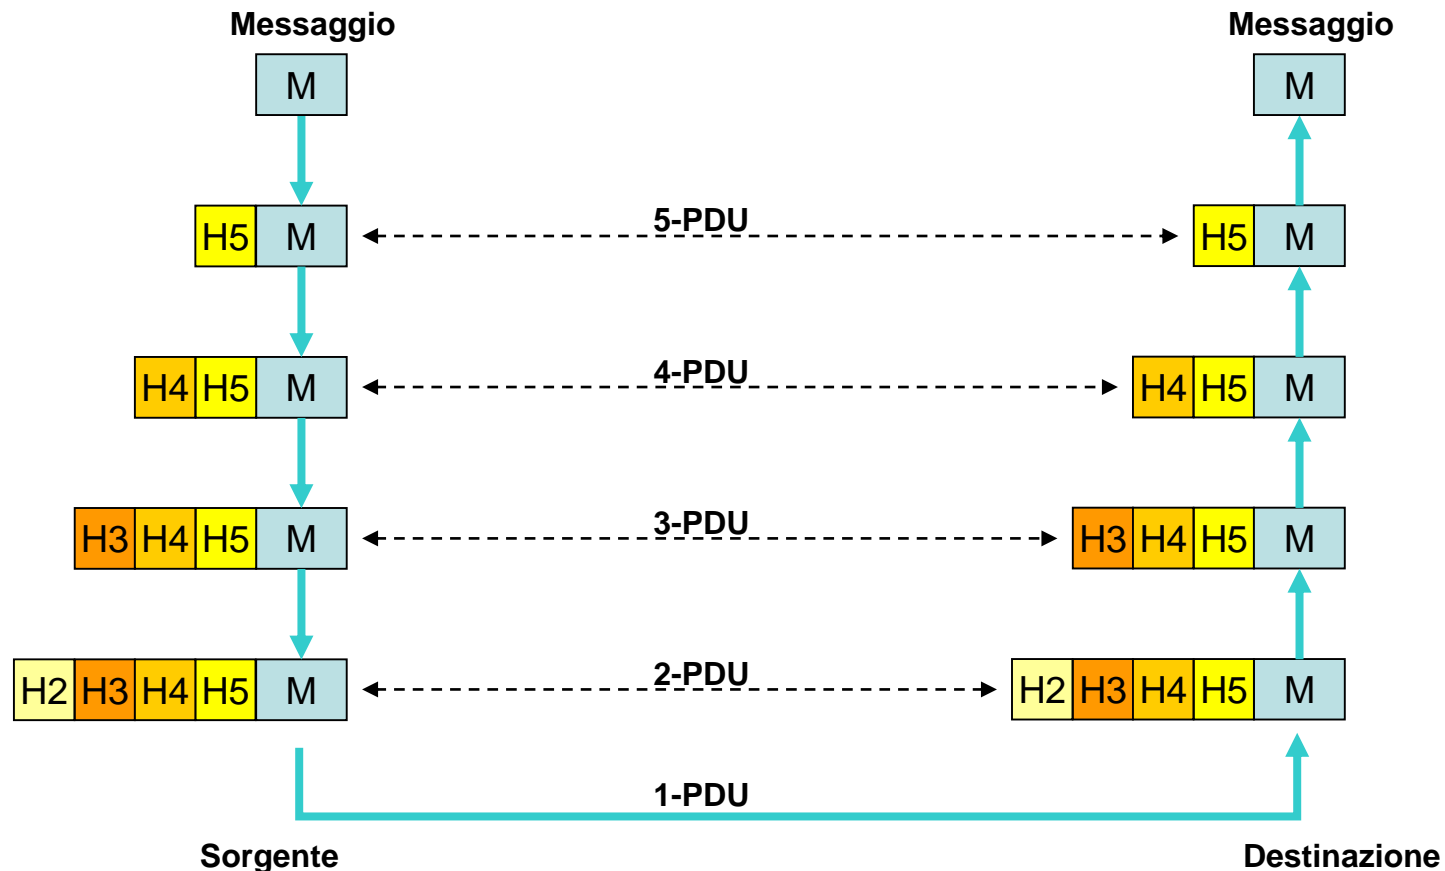 Messaggio Messaggio
M M
H5 M 5-PDU H5 M
H4 H5 M 4-PDU H4 H5 M
H3 H4 H5 M 3-PDU H3 H4 H5 M
H2 H3 H4 H5 M 2-PDU H2 H3 H4 H5 M
1-PDU
Sorgente Destinazione